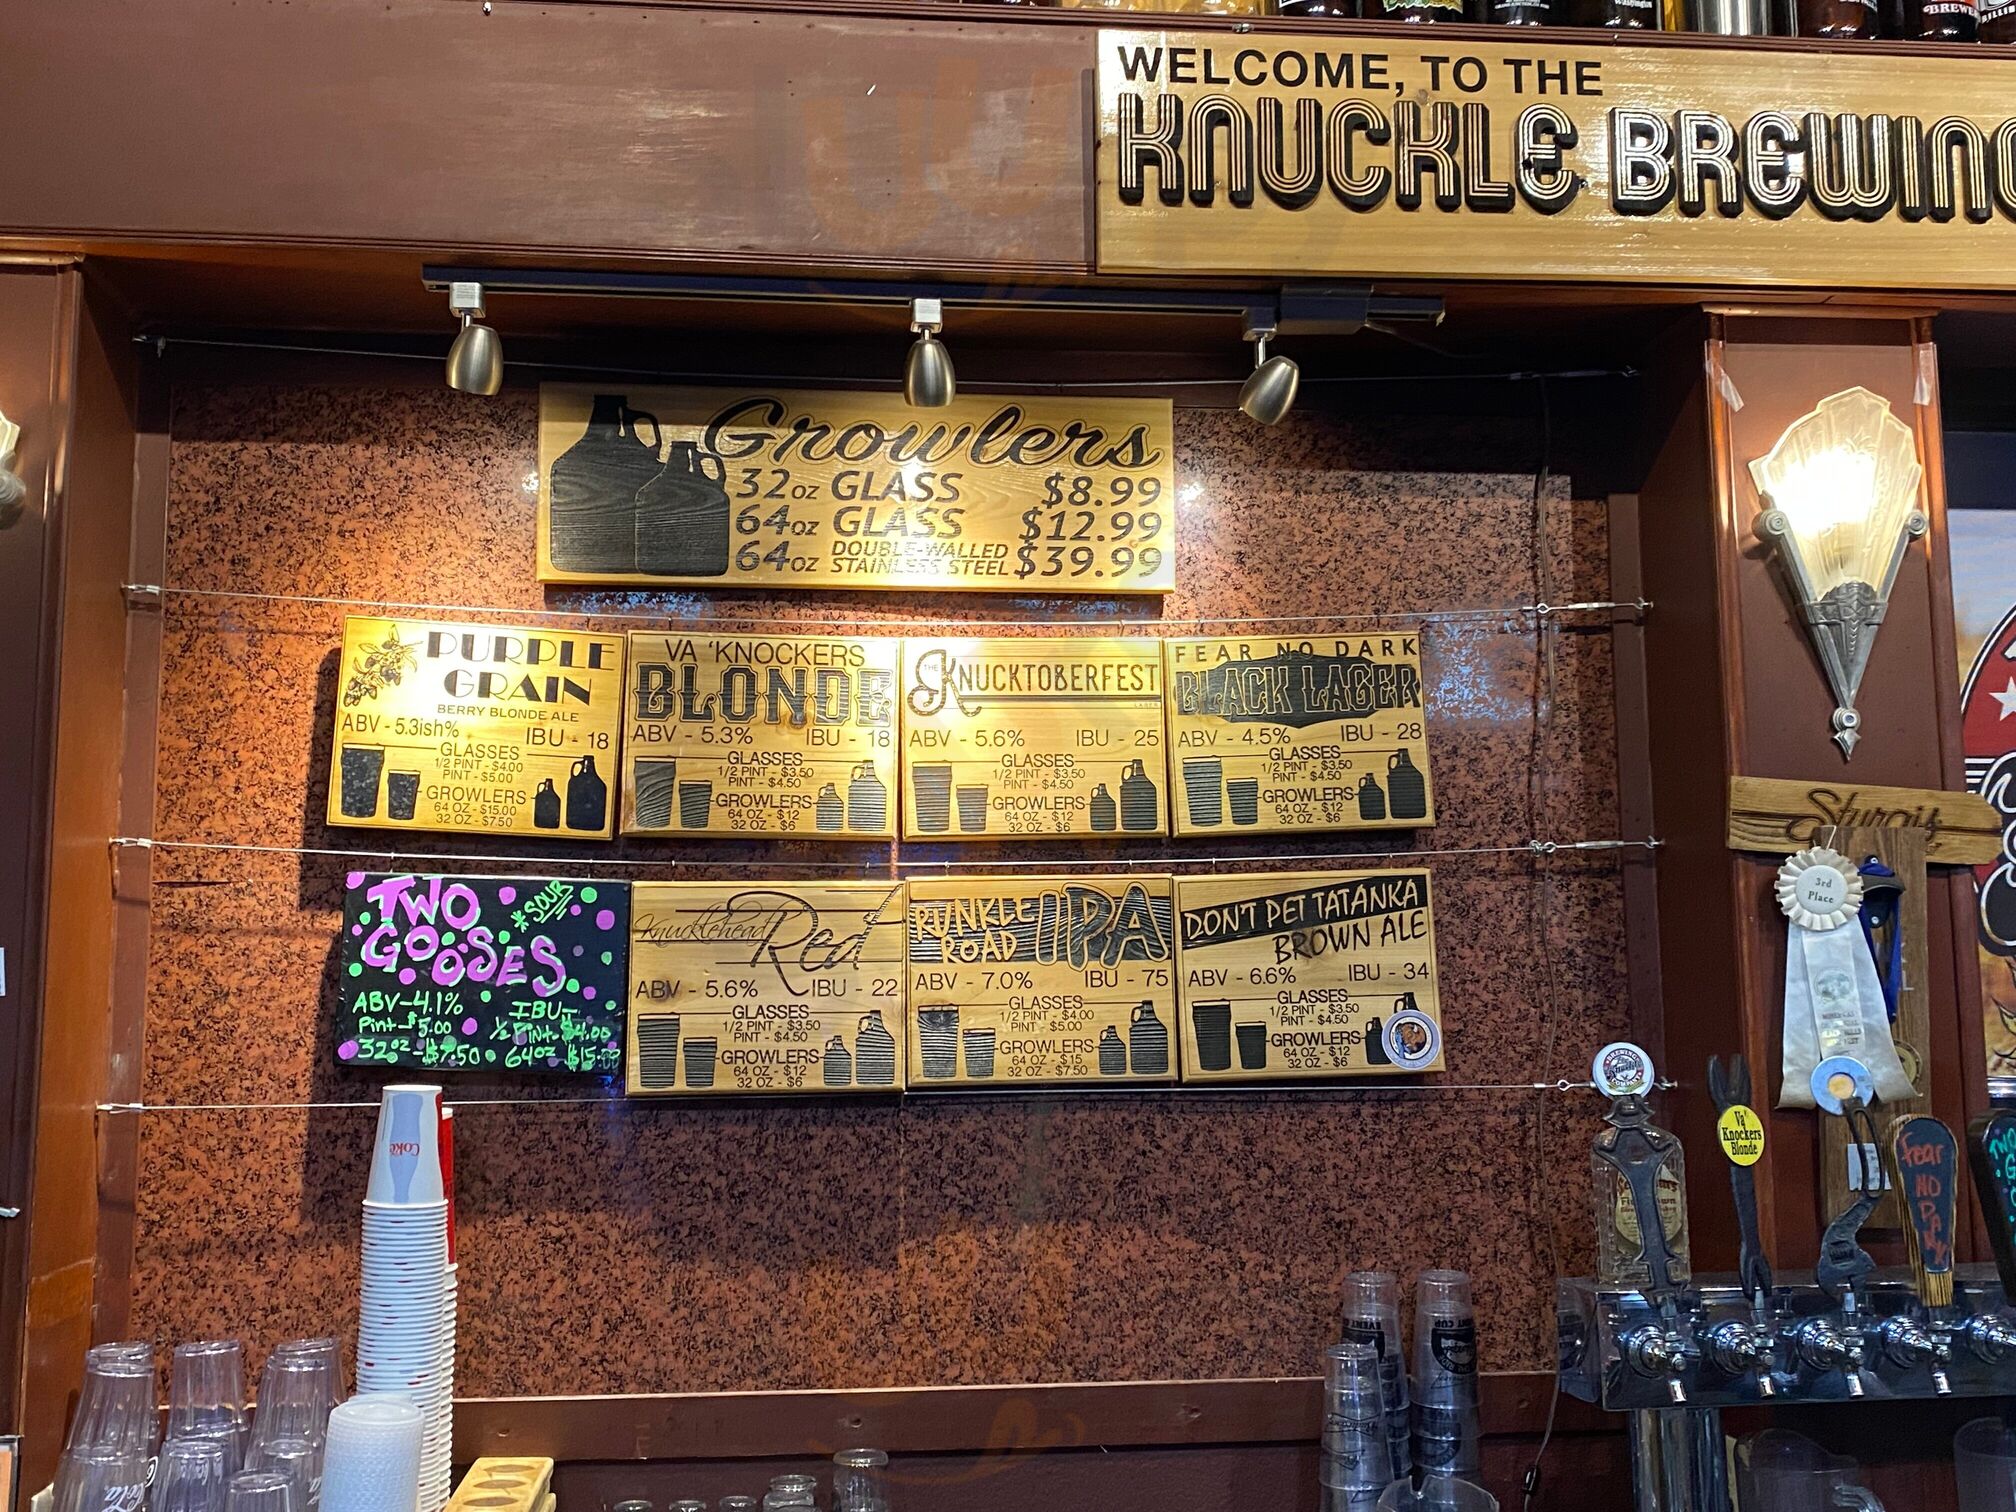 WELCOME, TO THE
KNUCKLE BREWING
Growlers
32oz GLASS $8.99
64oz GLASS $12.99
64oz DOUBLE-WALLED STAINLESS STEEL $39.99
PURPLE
GRAIN
BERRY BLONDE ALE
ABV - 5.3ish% IBU - 18
GLASSES
1/2 PINT - $4.00
PINT - $5.00
GROWLERS
64 OZ - $15.00
32 OZ - $7.50
VA 'KNOCKERS
BLONDE
ABV - 5.3% IBU - 18
GLASSES
1/2 PINT - $3.50
PINT - $4.50
GROWLERS
64 OZ - $12
32 OZ - $6
THE KNUCKTOBERFEST
LAGER
ABV - 5.6% IBU - 25
GLASSES
1/2 PINT - $3.50
PINT - $4.50
GROWLERS
64 OZ - $12
32 OZ - $6
FEAR NO DARK
BLACK LAGER
ABV - 4.5% IBU - 28
GLASSES
1/2 PINT - $3.50
PINT - $4.50
GROWLERS
64 OZ - $12
32 OZ - $6
TWO
GOOSES
*SOUR
ABV-4.1% IBU-
Pint-$5.00 1/2 Pint-$4.00
32oz-$7.50 64oz $15.00
Knucklehead Red
ABV - 5.6% IBU - 22
GLASSES
1/2 PINT - $3.50
PINT - $4.50
GROWLERS
64 OZ - $12
32 OZ - $6
RUNKLE
ROAD IPA
ABV - 7.0% IBU - 75
GLASSES
1/2 PINT - $4.00
PINT - $5.00
GROWLERS
64 OZ - $15
32 OZ - $7.50
DON'T PET TATANKA
BROWN ALE
ABV - 6.6% IBU - 34
GLASSES
1/2 PINT - $3.50
PINT - $4.50
GROWLERS
64 OZ - $12
32 OZ - $6
Sturgis
3rd
Place
Va'
Knockers
Blonde
Fear
NO
DARK
Coke